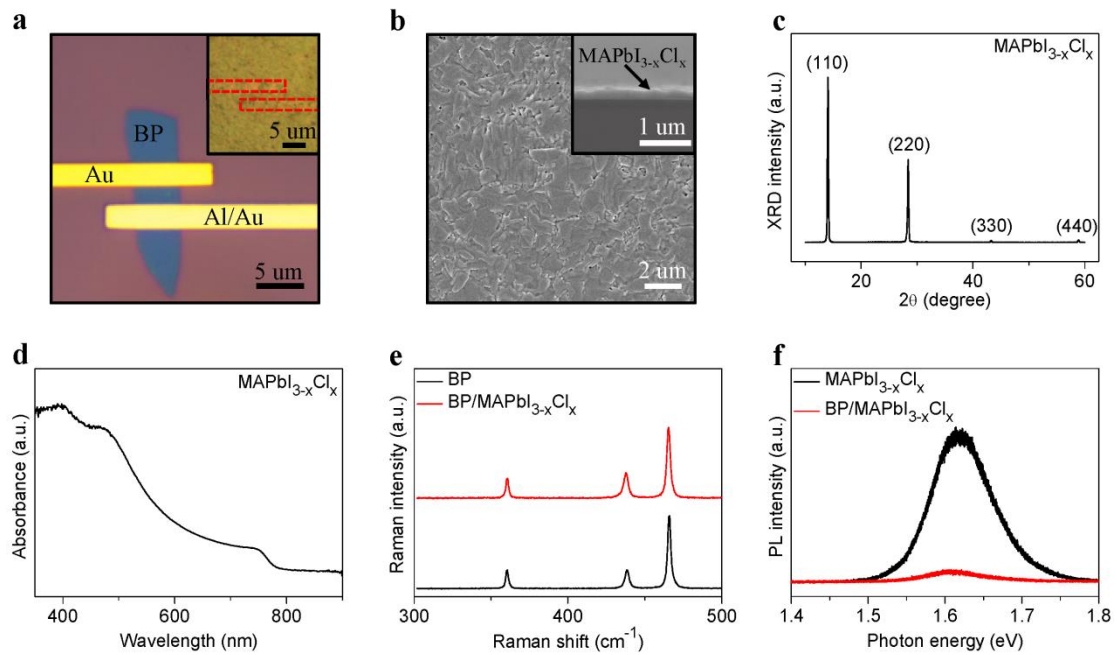 a
BP
Au
Al/Au
5 um
5 um
b
MAPbI3-xClx
1 um
2 um
c
MAPbI3-xClx
(110)
(220)
(330)
(440)
XRD intensity (a.u.)
20
40
60
2θ (degree)
d
MAPbI3-xClx
Absorbance (a.u.)
400
600
800
Wavelength (nm)
e
BP
BP/MAPbI3-xClx
Raman intensity (a.u.)
300
400
500
Raman shift (cm-1)
f
MAPbI3-xClx
BP/MAPbI3-xClx
PL intensity (a.u.)
1.4
1.5
1.6
1.7
1.8
Photon energy (eV)